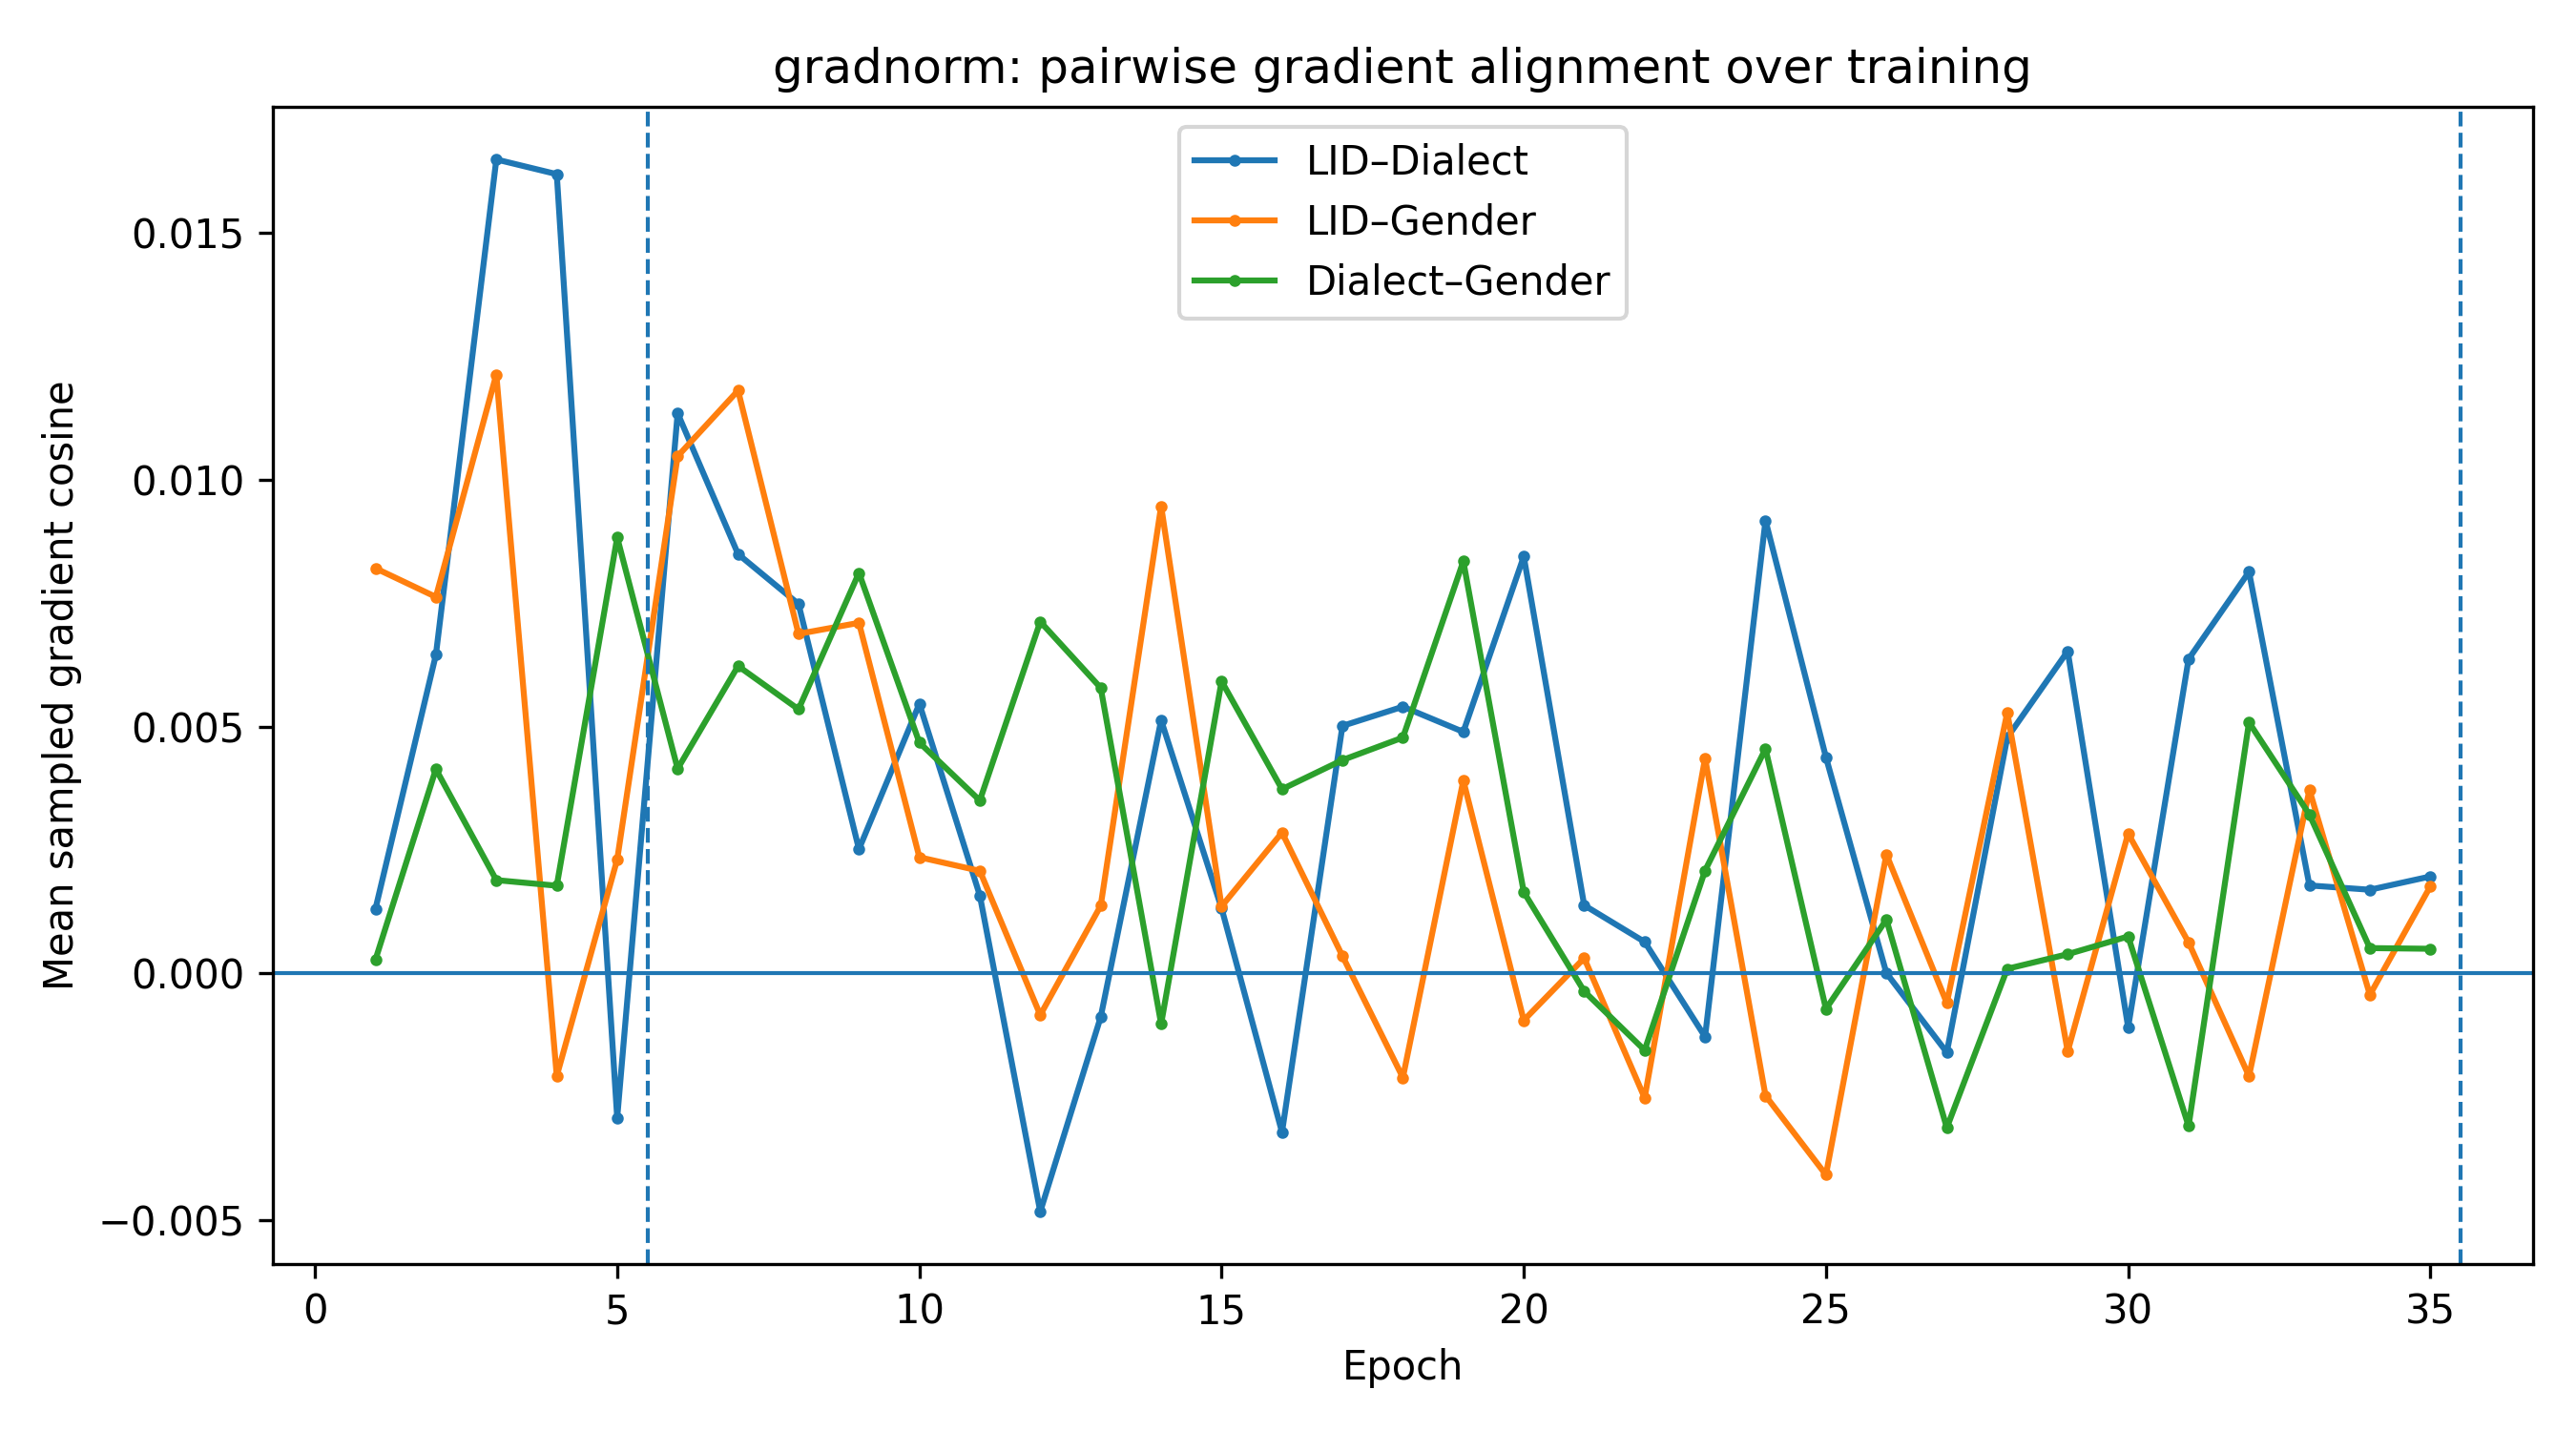 gradnorm: pairwise gradient alignment over training
LID–Dialect
LID–Gender
Dialect–Gender
Mean sampled gradient cosine
0.015
0.010
0.005
0.000
−0.005
0 5 10 15 20 25 30 35
Epoch